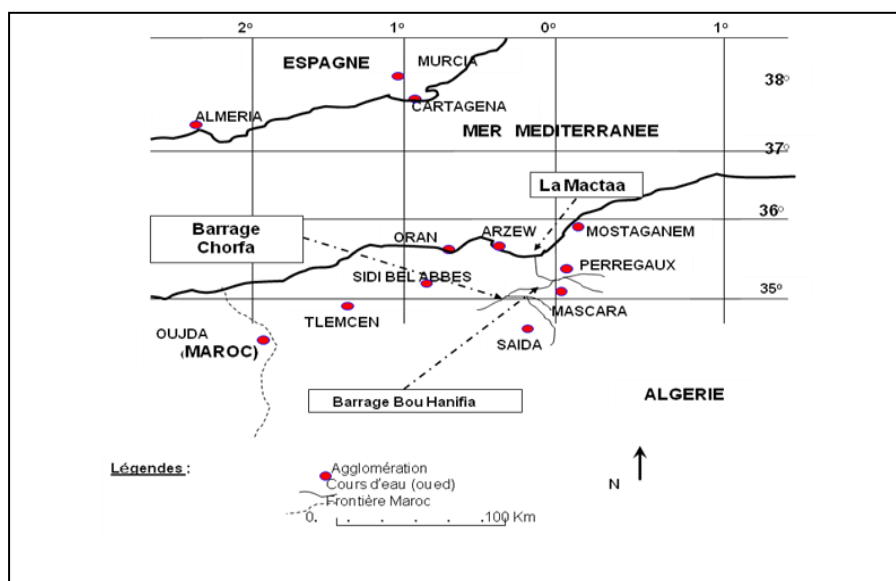 2° 1° 0° 1°
ESPAGNE MURCIA
38°
CARTAGENA
ALMERIA
MER MEDITERRANEE
37°
La Mactaa
Barrage
Chorfa
36°
ORAN ARZEW MOSTAGANEM
PERREGAUX
SIDI BEL ABBES
35°
MASCARA
TLEMCEN
OUJDA
(MAROC)
SAIDA
Barrage Bou Hanifia
ALGERIE
Légendes :
Agglomération
Cours d'eau (oued)
Frontière Maroc
N
0. 100 Km